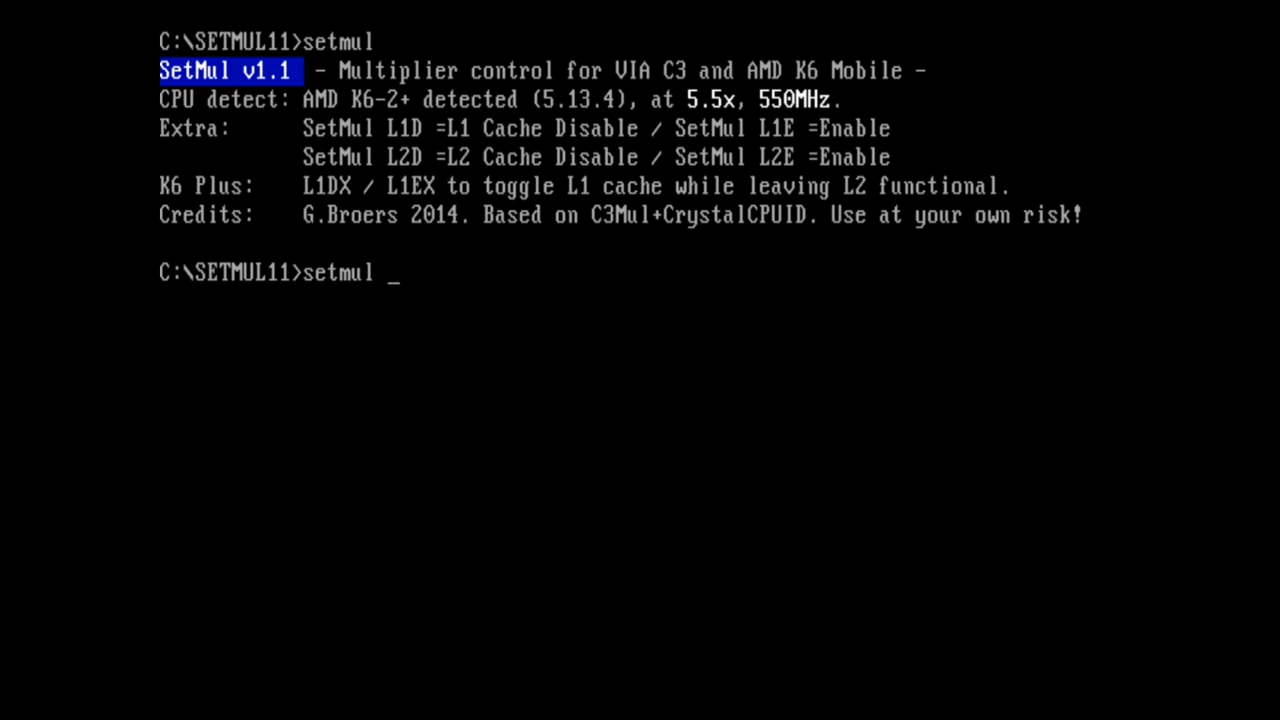 C:\SETMUL11>setmul
SetMul v1.1 - Multiplier control for VIA C3 and AMD K6 Mobile -
CPU detect: AMD K6-2+ detected (5.13.4), at 5.5x, 550MHz.
Extra: SetMul L1D =L1 Cache Disable / SetMul L1E =Enable
SetMul L2D =L2 Cache Disable / SetMul L2E =Enable
K6 Plus: L1DX / L1EX to toggle L1 cache while leaving L2 functional.
Credits: G.Broers 2014. Based on C3Mul+CrystalCPUID. Use at your own risk!
C:\SETMUL11>setmul _